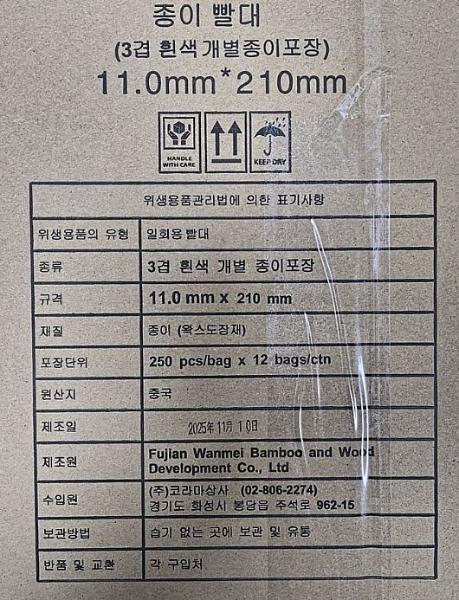 종이 빨대
(3겹 흰색개별종이포장)
11.0mm*210mm
HANDLE
WITH CARE
KEEP DRY
위생용품관리법에 의한 표기사항
위생용품의 유형 일회용빨대
종류 3겹 흰색 개별 종이포장
규격 11.0 mm x 210 mm
재질 종이 (왁스도장재)
포장단위 250 pcs/bag x 12 bags/ctn
원산지 중국
제조일 2025年11月10日
제조원 Fujian Wanmei Bamboo and Wood
Development Co., Ltd
수입원 (주)코라마상사 (02-806-2274)
경기도 화성시 봉담읍 주석로 962-15
보관방법 습기 없는 곳에 보관 및 유통
반품 및 교환 각 구입처